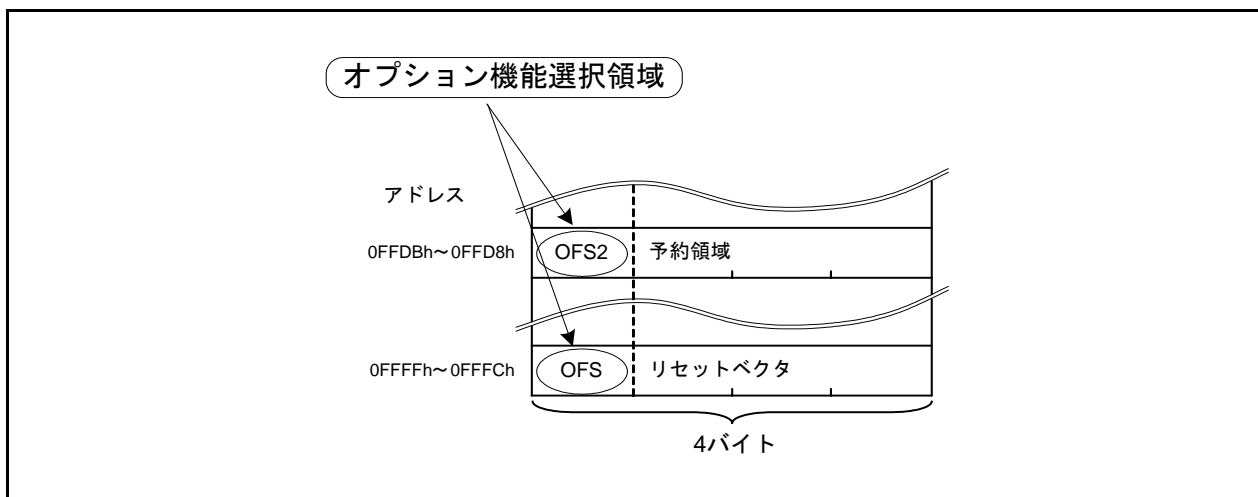 オプション機能選択領域
アドレス
0FFDBh～0FFD8h OFS2 予約領域
0FFFFh～0FFFCh OFS リセットベクタ
4バイト